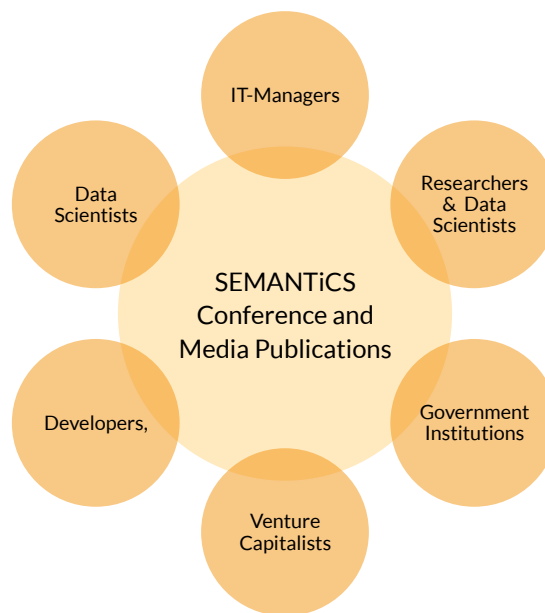 IT-Managers
Data
Scientists
Researchers
& Data
Scientists
SEMANTiCS
Conference and
Media Publications
Developers,
Government
Institutions
Venture
Capitalists